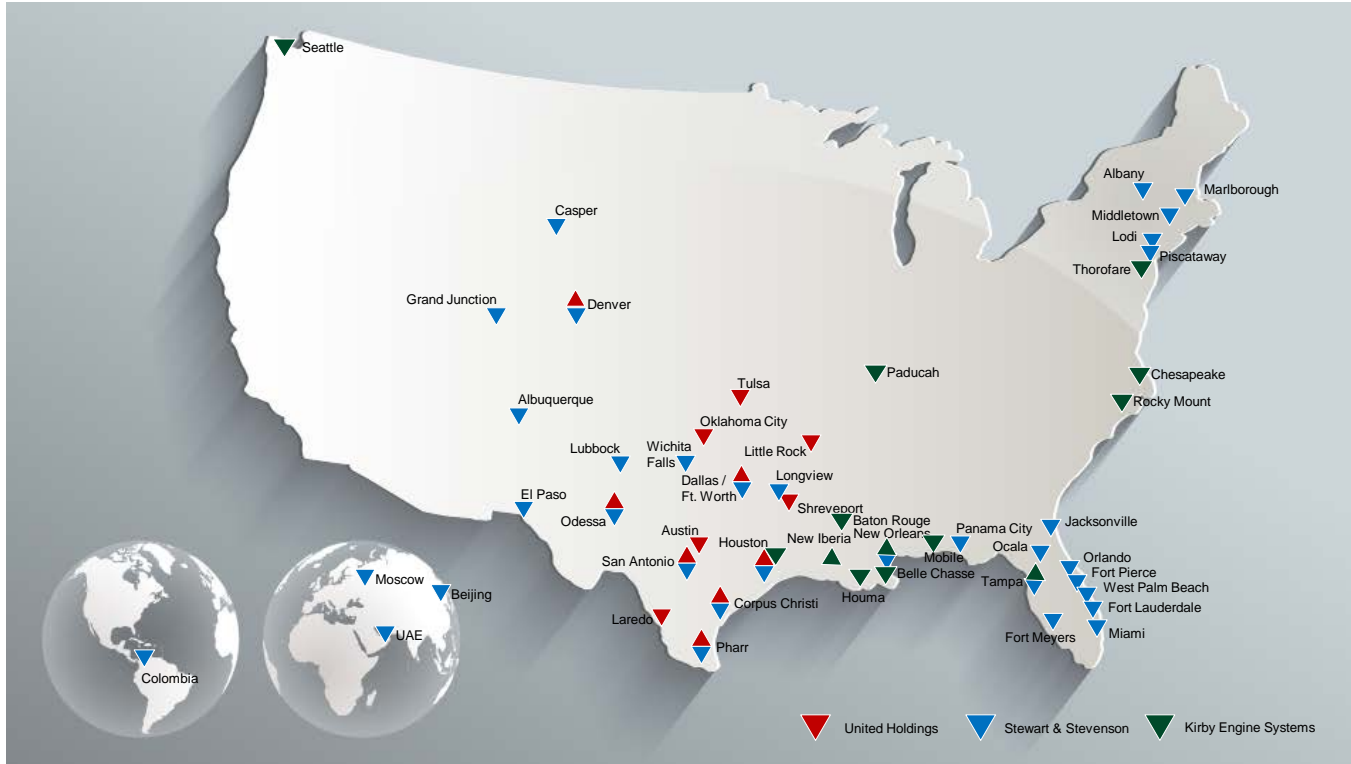 Seattle
Albany
Marlborough
Middletown
Lodi
Piscataway
Thorofare
Casper
Grand Junction
Denver
Paducah
Chesapeake
Rocky Mount
Tulsa
Albuquerque
Oklahoma City
Little Rock
Lubbock
Wichita
Falls
Dallas /
Ft. Worth
Longview
Shreveport
El Paso
Odessa
Baton Rouge
Jacksonville
Austin
Houston
New Iberia
New Orleans
Mobile
Panama City
Ocala
San Antonio
Orlando
Fort Pierce
Belle Chasse
Tampa
West Palm Beach
Houma
Corpus Christi
Fort Lauderdale
Laredo
Fort Meyers
Miami
Pharr
Moscow
Beijing
UAE
Colombia
United Holdings
Stewart & Stevenson
Kirby Engine Systems